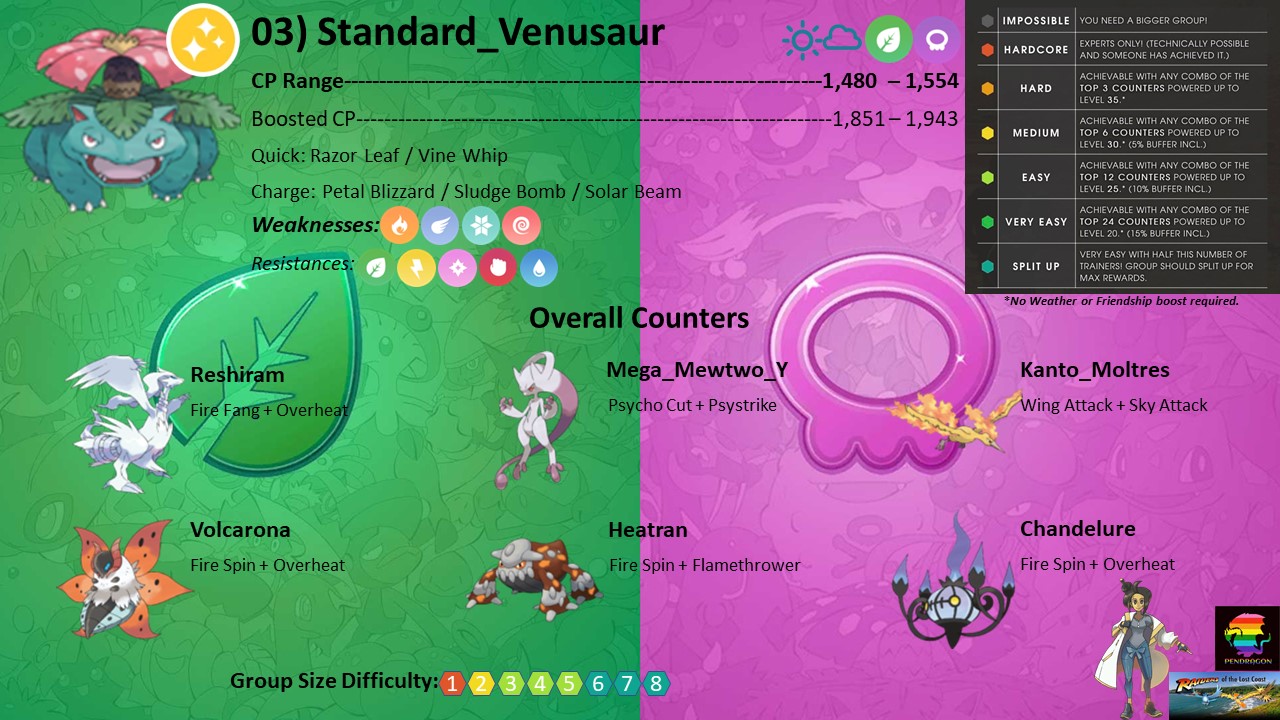 03) Standard_Venusaur
CP Range------------------------------------------------------------------------------------1,480 – 1,554
Boosted CP------------------------------------------------------------------------------------1,851 – 1,943
Quick: Razor Leaf / Vine Whip
Charge: Petal Blizzard / Sludge Bomb / Solar Beam
Weaknesses:
Resistances:
IMPOSSIBLE YOU NEED A BIGGER GROUP!
HARDCORE EXPERTS ONLY! (TECHNICALLY POSSIBLE
AND SOMEONE HAS ACHIEVED IT.)
HARD ACHIEVABLE WITH ANY COMBO OF THE
TOP 3 COUNTERS POWERED UP TO
LEVEL 35.*
MEDIUM ACHIEVABLE WITH ANY COMBO OF THE
TOP 6 COUNTERS POWERED UP TO
LEVEL 30.* (5% BUFFER INCL.)
EASY ACHIEVABLE WITH ANY COMBO OF THE
TOP 12 COUNTERS POWERED UP TO
LEVEL 25.* (10% BUFFER INCL.)
VERY EASY ACHIEVABLE WITH ANY COMBO OF THE
TOP 24 COUNTERS POWERED UP TO
LEVEL 20.* (15% BUFFER INCL.)
SPLIT UP VERY EASY WITH HALF THIS NUMBER OF
TRAINERS! GROUP SHOULD SPLIT UP FOR
MAX REWARDS.
*No Weather or Friendship boost required.
Overall Counters
Reshiram
Fire Fang + Overheat
Mega_Mewtwo_Y
Psycho Cut + Psystrike
Kanto_Moltres
Wing Attack + Sky Attack
Volcarona
Fire Spin + Overheat
Heatran
Fire Spin + Flamethrower
Chandelure
Fire Spin + Overheat
Group Size Difficulty: 1 2 3 4 5 6 7 8
PENDRAGON
RAIDERS of the Lost Coast